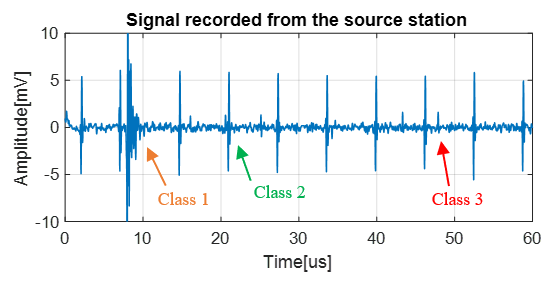 Signal recorded from the source station
Amplitude[mV]
10
5
0
-5
-10
Class 1
Class 2
Class 3
0
10
20
30
40
50
60
Time[us]